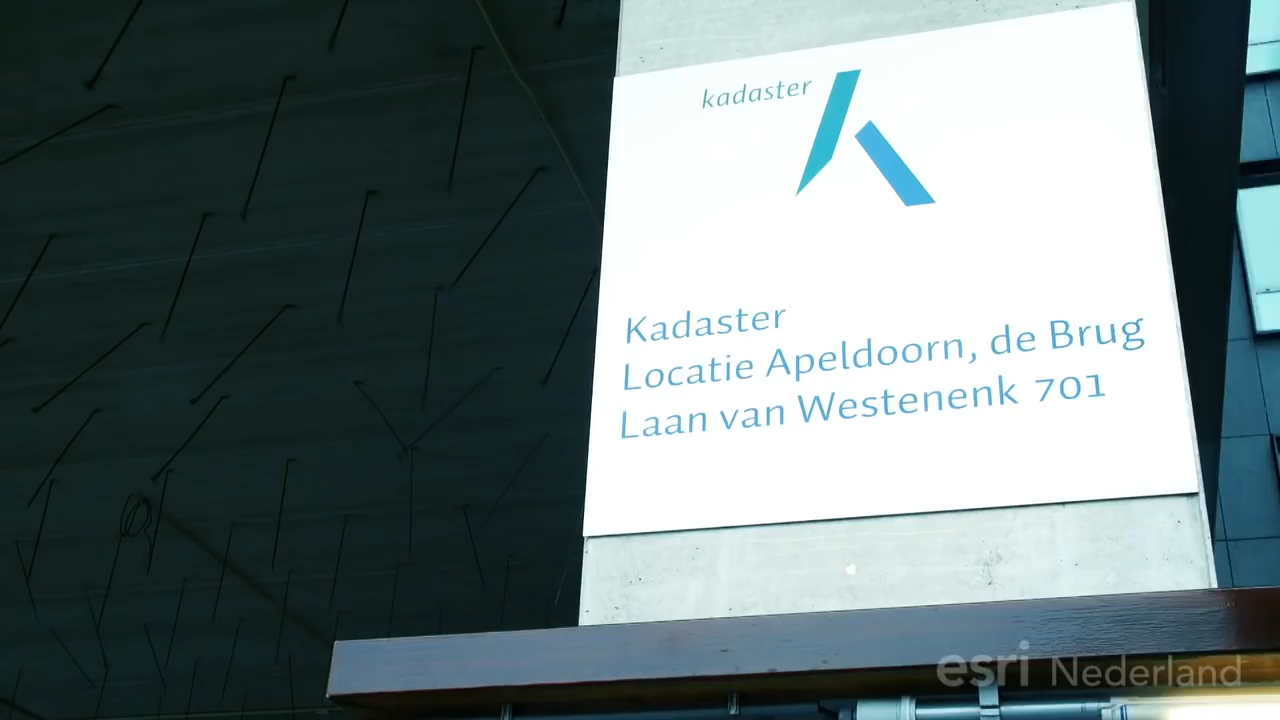 kadaster
Kadaster
Locatie Apeldoorn, de Brug
Laan van Westenenk 701
esri Nederland